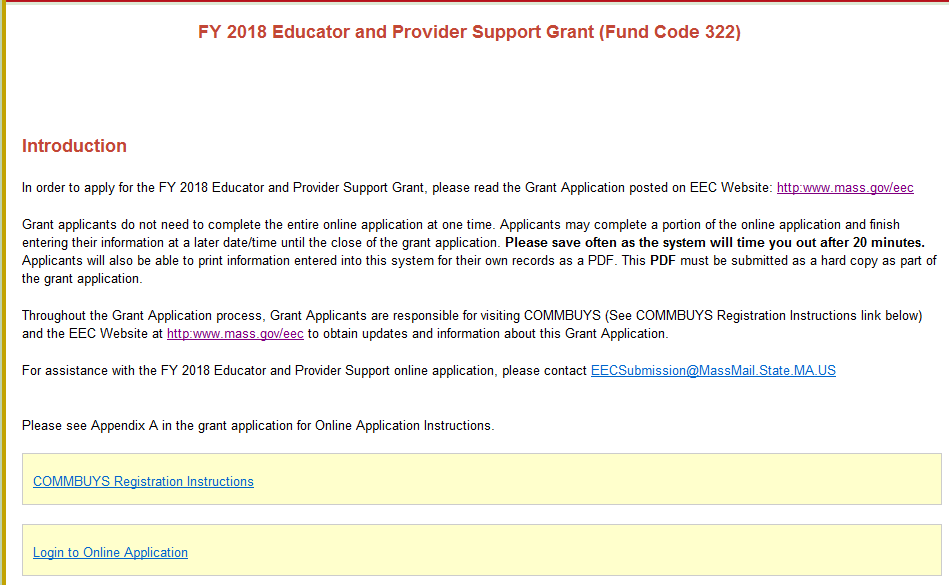 FY 2018 Educator and Provider Support Grant (Fund Code 322)
Introduction
In order to apply for the FY 2018 Educator and Provider Support Grant, please read the Grant Application posted on EEC Website: http:www.mass.gov/eec
Grant applicants do not need to complete the entire online application at one time. Applicants may complete a portion of the online application and finish
entering their information at a later date/time until the close of the grant application. Please save often as the system will time you out after 20 minutes.
Applicants will also be able to print information entered into this system for their own records as a PDF. This PDF must be submitted as a hard copy as part of
the grant application.
Throughout the Grant Application process, Grant Applicants are responsible for visiting COMMBUYS (See COMMBUYS Registration Instructions link below)
and the EEC Website at http:www.mass.gov/eec to obtain updates and information about this Grant Application.
For assistance with the FY 2018 Educator and Provider Support online application, please contact EECSubmission@MassMail.State.MA.US
Please see Appendix A in the grant application for Online Application Instructions.
COMMBUYS Registration Instructions
Login to Online Application